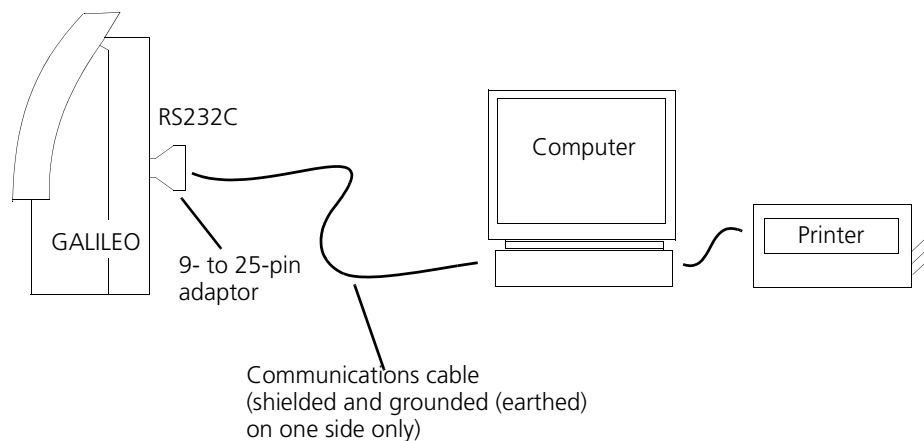 RS232C
Computer
GALILEO
Printer
9- to 25-pin
adaptor
Communications cable
(shielded and grounded (earthed)
on one side only)